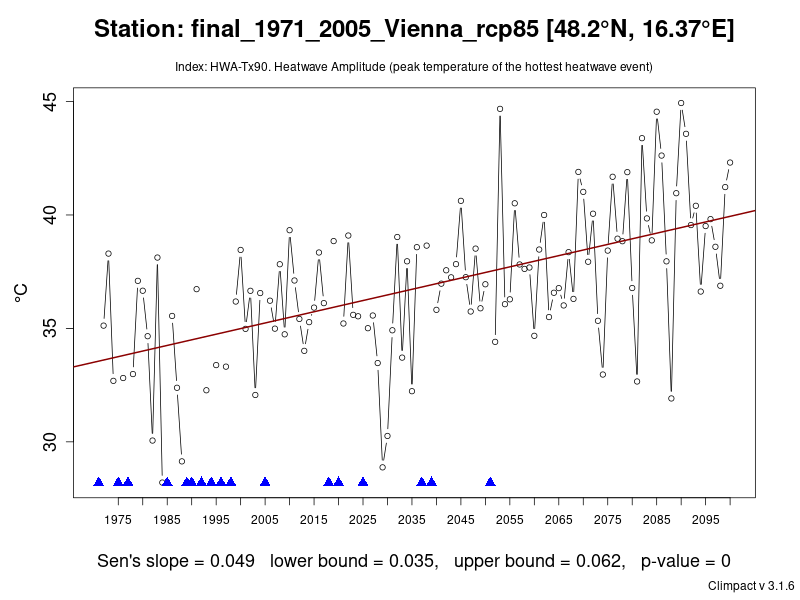 Station: final_1971_2005_Vienna_rcp85 [48.2°N, 16.37°E]
Index: HWA-Tx90. Heatwave Amplitude (peak temperature of the hottest heatwave event)
45
40
35
30
°C
1975 1985 1995 2005 2015 2025 2035 2045 2055 2065 2075 2085 2095
Sen's slope = 0.049 lower bound = 0.035, upper bound = 0.062, p-value = 0
Climpact v 3.1.6